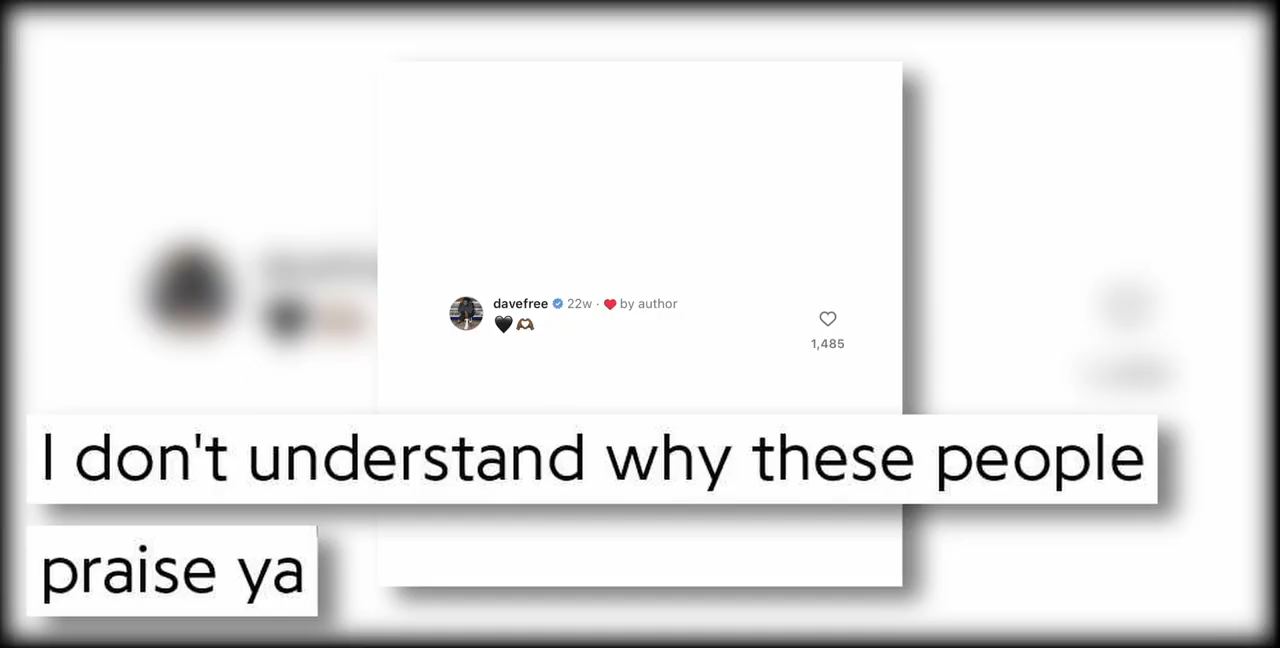 davefree 22w · ❤️ by author
🖤🫶🏾
1,485
I don't understand why these people
praise ya